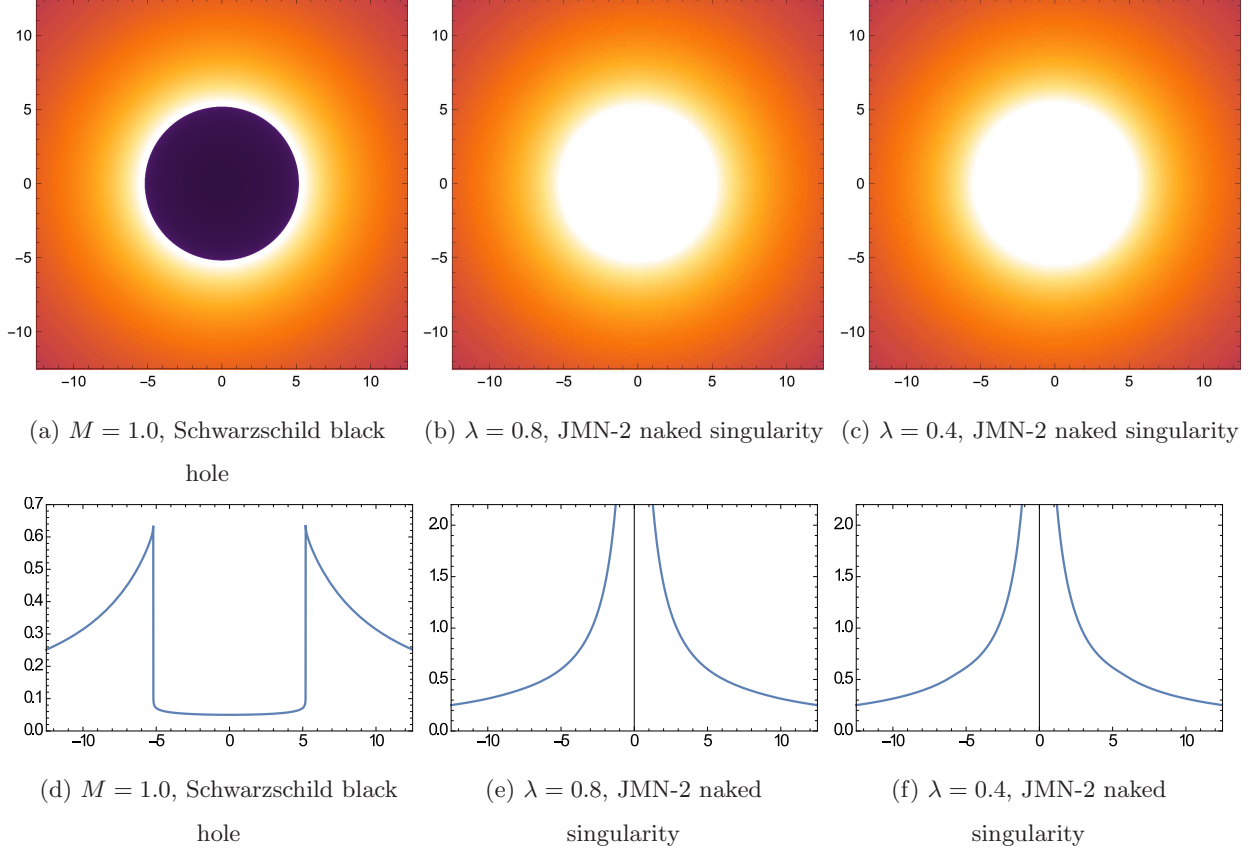 10
5
0
−5
−10
−10 −5 0 5 10
10
5
0
−5
−10
−10 −5 0 5 10
10
5
0
−5
−10
−10 −5 0 5 10
(a) M = 1.0, Schwarzschild black
hole
(b) λ = 0.8, JMN-2 naked singularity
(c) λ = 0.4, JMN-2 naked singularity
0.7
0.6
0.5
0.4
0.3
0.2
0.1
0.0
−10 −5 0 5 10
2.0
1.5
1.0
0.5
0.0
−10 −5 0 5 10
2.0
1.5
1.0
0.5
0.0
−10 −5 0 5 10
(d) M = 1.0, Schwarzschild black
hole
(e) λ = 0.8, JMN-2 naked
singularity
(f) λ = 0.4, JMN-2 naked
singularity